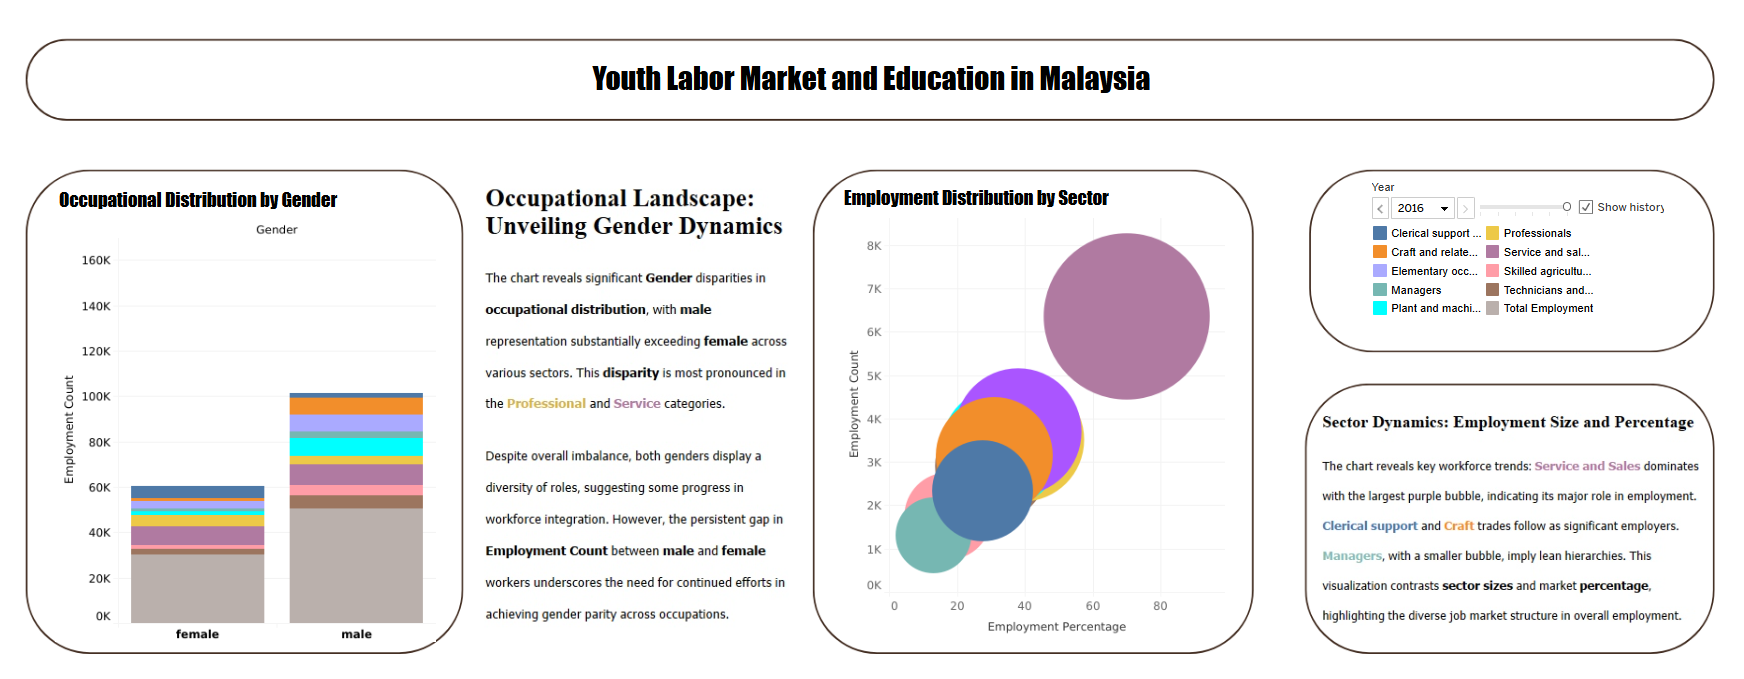 Youth Labor Market and Education in Malaysia
Occupational Distribution by Gender
Gender
160K
140K
120K
100K
80K
60K
40K
20K
0K
Employment Count
female
male
Occupational Landscape:
Unveiling Gender Dynamics
The chart reveals significant Gender disparities in
occupational distribution, with male
representation substantially exceeding female across
various sectors. This disparity is most pronounced in
the Professional and Service categories.
Despite overall imbalance, both genders display a
diversity of roles, suggesting some progress in
workforce integration. However, the persistent gap in
Employment Count between male and female
workers underscores the need for continued efforts in
achieving gender parity across occupations.
Employment Distribution by Sector
8K
7K
6K
5K
4K
3K
2K
1K
0K
Employment Count
0
20
40
60
80
Employment Percentage
Year
2016
Show history
Clerical support ...
Professionals
Craft and relate...
Service and sal...
Elementary occ...
Skilled agricultu...
Managers
Technicians and...
Plant and machi...
Total Employment
Sector Dynamics: Employment Size and Percentage
The chart reveals key workforce trends: Service and Sales dominates
with the largest purple bubble, indicating its major role in employment.
Clerical support and Craft trades follow as significant employers.
Managers, with a smaller bubble, imply lean hierarchies. This
visualization contrasts sector sizes and market percentage,
highlighting the diverse job market structure in overall employment.